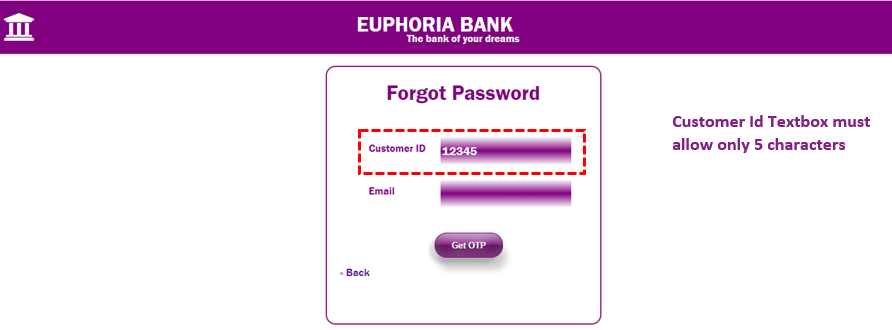 EUPHORIA BANK
The bank of your dreams
Forgot Password
Customer Id Textbox must
allow only 5 characters
Customer ID 12345
Email
Get OTP
« Back